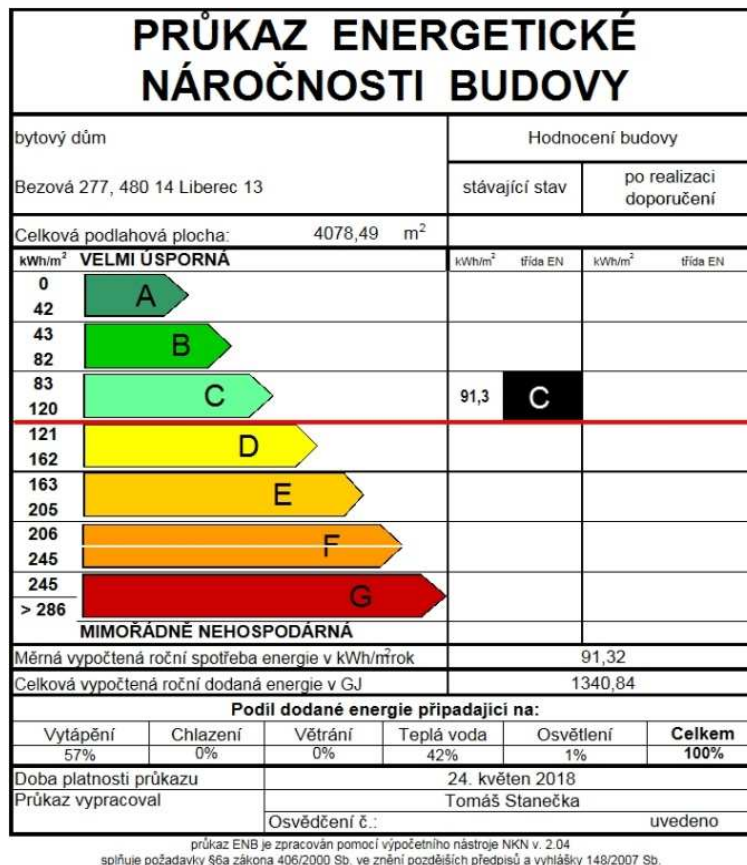 PRŮKAZ ENERGETICKÉ
NÁROČNOSTI BUDOVY
bytový dům
Hodnocení budovy
Bezová 277, 480 14 Liberec 13
stávající stav
po realizaci
doporučení
Celková podlahová plocha: 4078,49 m²
kWh/m² VELMI ÚSPORNÁ kWh/m² třída EN kWh/m² třída EN
0
42
A
43
82
B
83
120
C
91,3 C
121
162
D
163
205
E
206
245
F
245
> 286
G
MIMOŘÁDNĚ NEHOSPODÁRNÁ
Měrná vypočtená roční spotřeba energie v kWh/m²rok 91,32
Celková vypočtená roční dodaná energie v GJ 1340,84
Podíl dodané energie připadající na:
Vytápění Chlazení Větrání Teplá voda Osvětlení Celkem
57% 0% 0% 42% 1% 100%
Doba platnosti průkazu 24. květen 2018
Průkaz vypracoval Tomáš Stanečka
Osvědčení č.: uvedeno
průkaz ENB je zpracován pomocí výpočetního nástroje NKN v. 2.04
splňuje požadavky §6a zákona 406/2000 Sb. ve znění pozdějších předpisů a vyhlášky 148/2007 Sb.